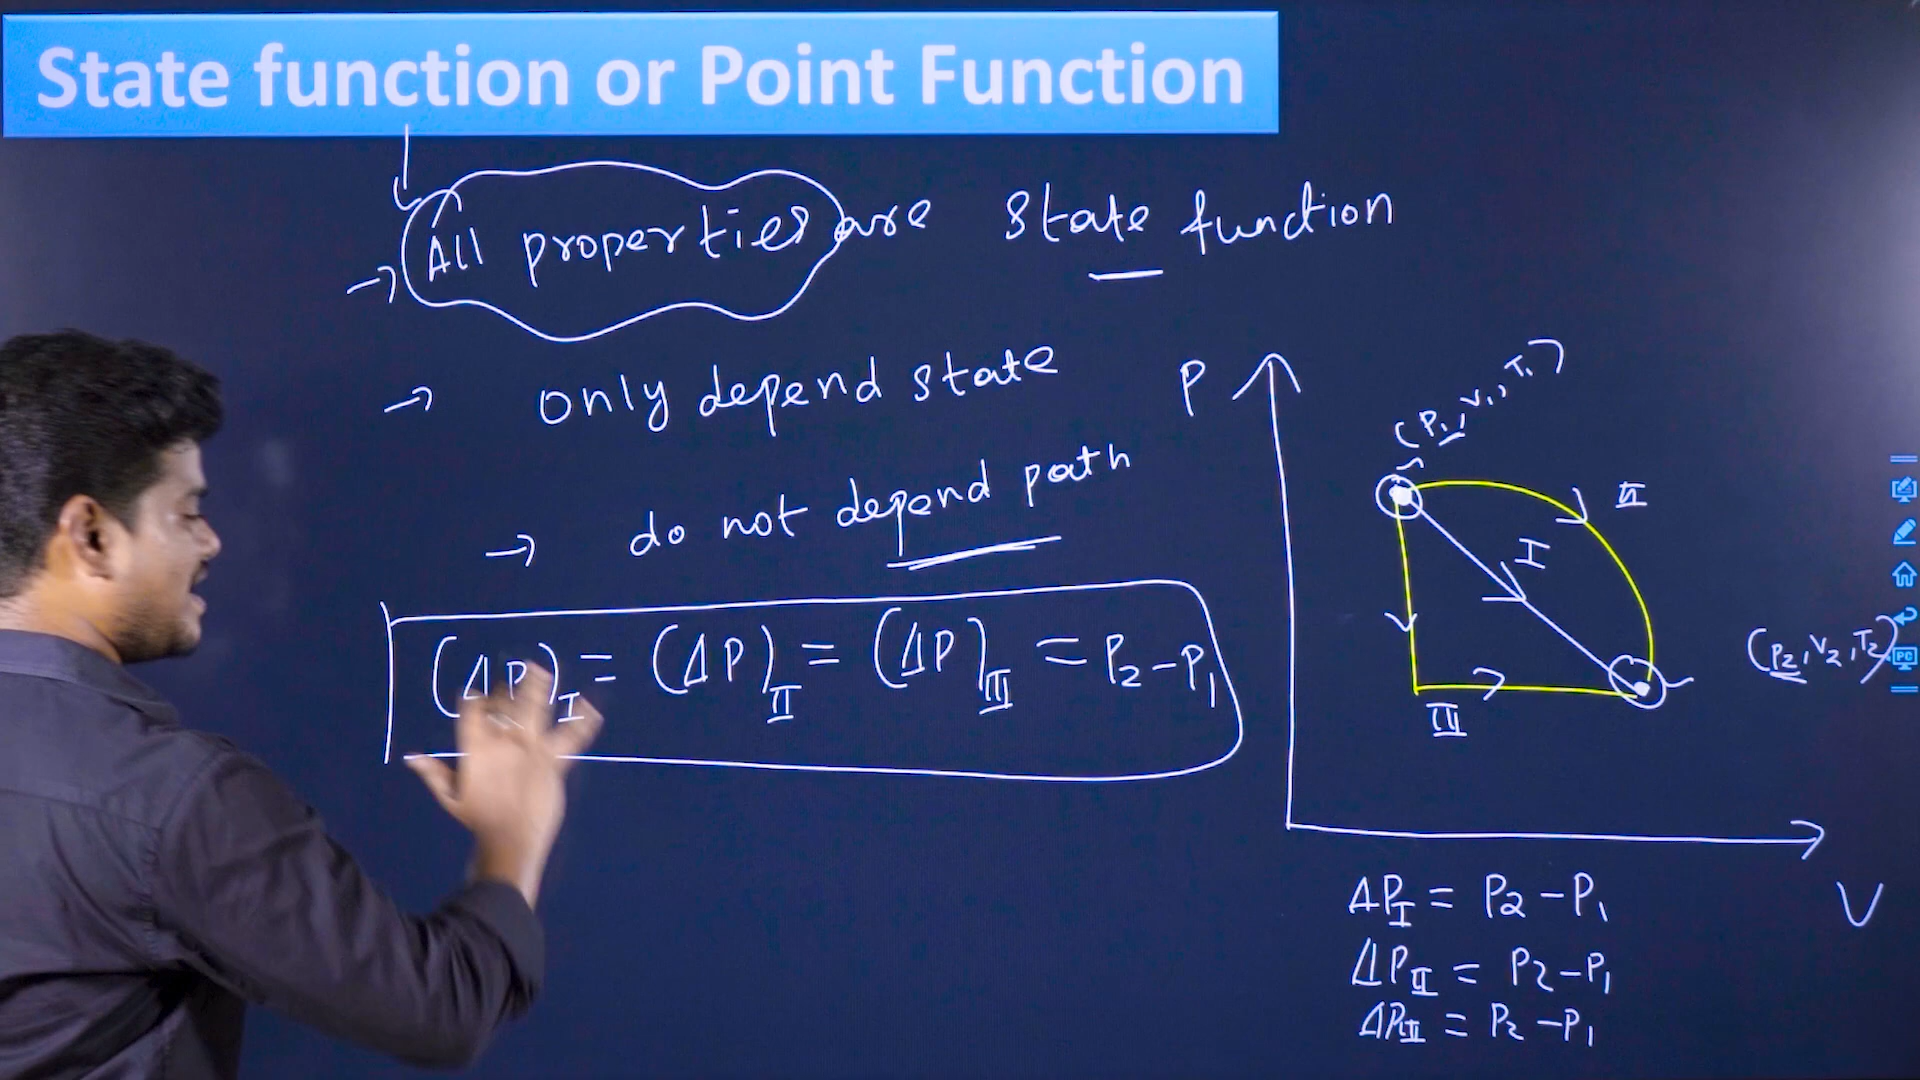 State function or Point Function
All properties are state function
→ only depend state
→ do not depend path
(ΔP)I = (ΔP)II = (ΔP)III = P2 - P1
P
(P1, V1, T1)
II
I
(P2, V2, T2)
III
V
ΔPI = P2 - P1
ΔPII = P2 - P1
ΔPIII = P2 - P1
PC